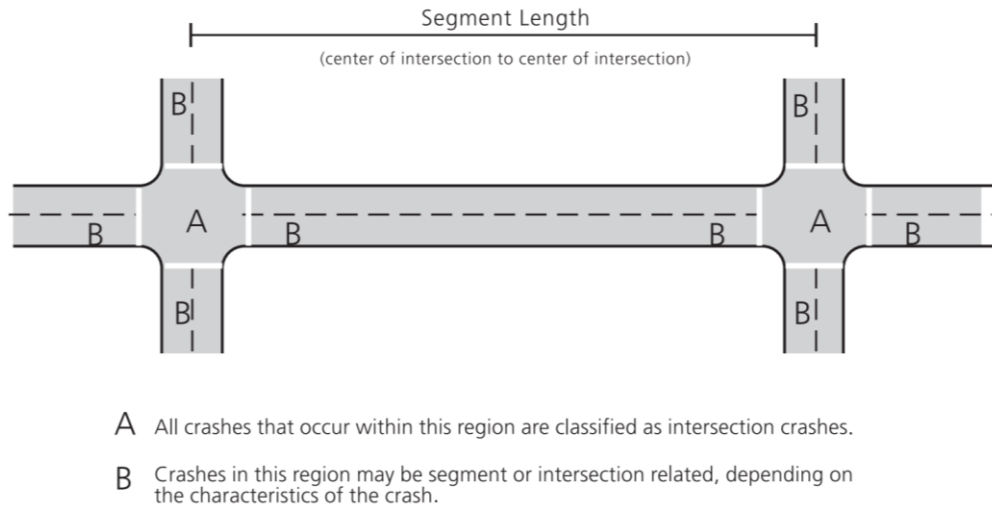 Segment Length
(center of intersection to center of intersection)
B B
A A
B B B B
B B
A All crashes that occur within this region are classified as intersection crashes.
B Crashes in this region may be segment or intersection related, depending on
the characteristics of the crash.